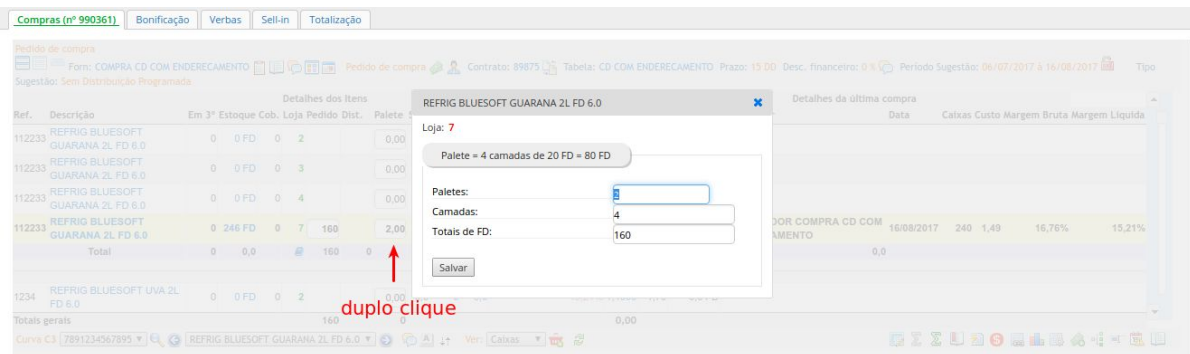 Compras (nº 990361) Bonificação Verbas Sell-in Totalização
Pedido de compra
Forn: COMPRA CD COM ENDERECAMENTO Pedido de compra Contrato: 89875 Tabela: CD COM ENDERECAMENTO Prazo: 15 DD Desc. financeiro: 0 % Período Sugestão: 06/07/2017 à 16/08/2017 Tipo
Sugestão: Sem Distribuição Programada
Detalhes dos Itens Detalhes da última compra
Ref. Descrição Em 3º Estoque Cob. Loja Pedido Dist. Palete Data Caixas Custo Margem Bruta Margem Líquida
REFRIG BLUESOFT GUARANA 2L FD 6.0
Loja: 7
Palete = 4 camadas de 20 FD = 80 FD
Paletes: 2
Camadas: 4
Totais de FD: 160
Salvar
112233 REFRIG BLUESOFT GUARANA 2L FD 6.0 0 0 FD 0 2 0,00
112233 REFRIG BLUESOFT GUARANA 2L FD 6.0 0 0 FD 0 3 0,00
112233 REFRIG BLUESOFT GUARANA 2L FD 6.0 0 0 FD 0 4 0,00
112233 REFRIG BLUESOFT GUARANA 2L FD 6.0 0 246 FD 0 7 160 2,00 DOR COMPRA CD COM AMENTO 16/08/2017 240 1,49 16,76% 15,21%
Total 0 0,0 160 0 0,0
1234 REFRIG BLUESOFT UVA 2L FD 6.0 0 0 FD 0 2 0,00
duplo clique
Totais gerais 160 0 0,00
Curva C3 7891234567895 REFRIG BLUESOFT GUARANA 2L FD 6.0 Ver: Caixas